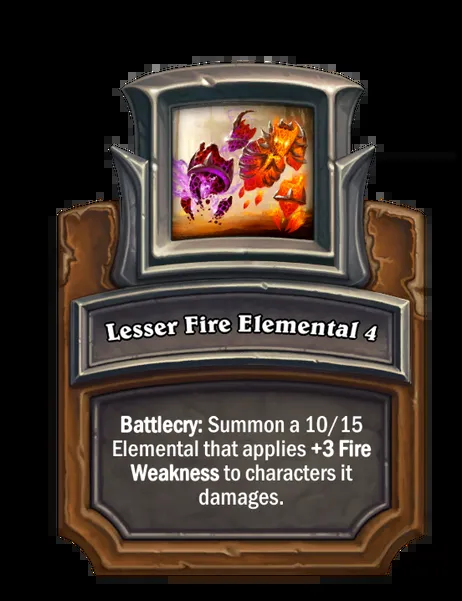 Lesser Fire Elemental 4
Battlecry: Summon a 10/15
Elemental that applies +3 Fire
Weakness to characters it
damages.